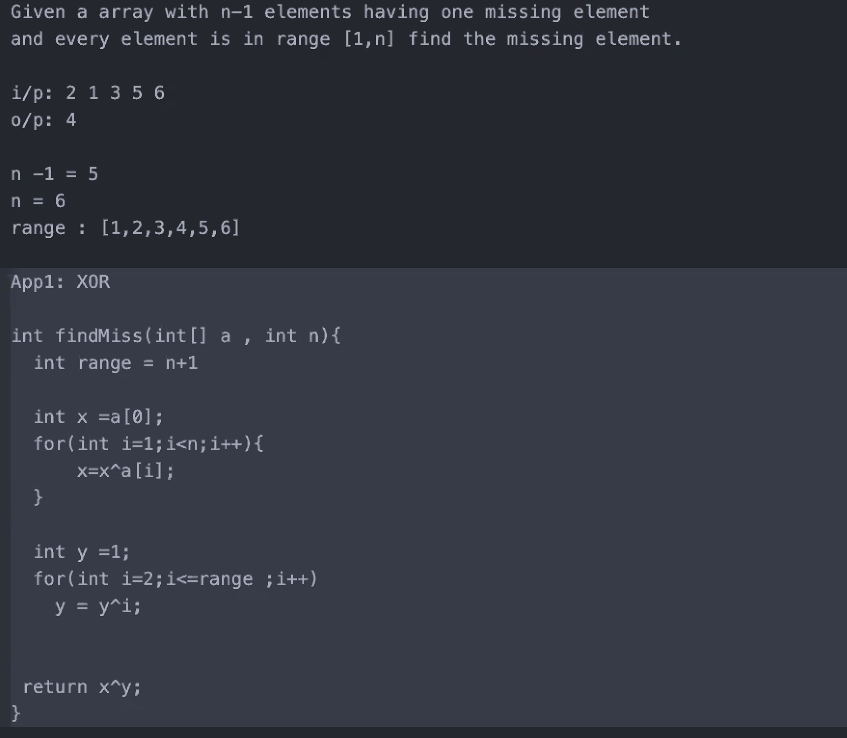 Given a array with n-1 elements having one missing element
and every element is in range [1,n] find the missing element.
i/p: 2 1 3 5 6
o/p: 4
n -1 = 5
n = 6
range : [1,2,3,4,5,6]
App1: XOR
int findMiss(int[] a , int n){
int range = n+1
int x =a[0];
for(int i=1;i<n;i++){
x=x^a[i];
}
int y =1;
for(int i=2;i<=range ;i++)
y = y^i;
return x^y;
}